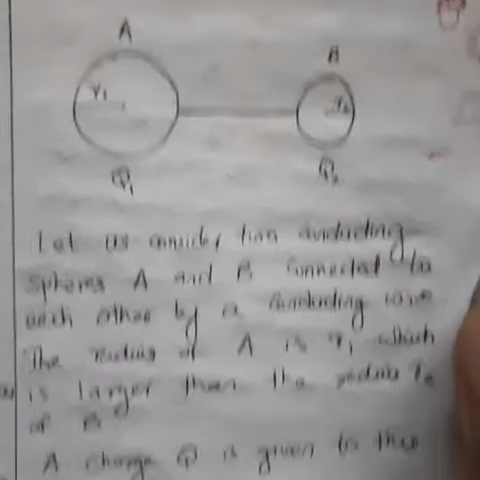 A
B
r₁
r₂
Q₁
Q₂
Let us consider two conducting
spheres A and B connected to
each other by a conducting wire
The radius of A is r₁ which
is larger than the radius r₂
of B
A charge Q is given to the